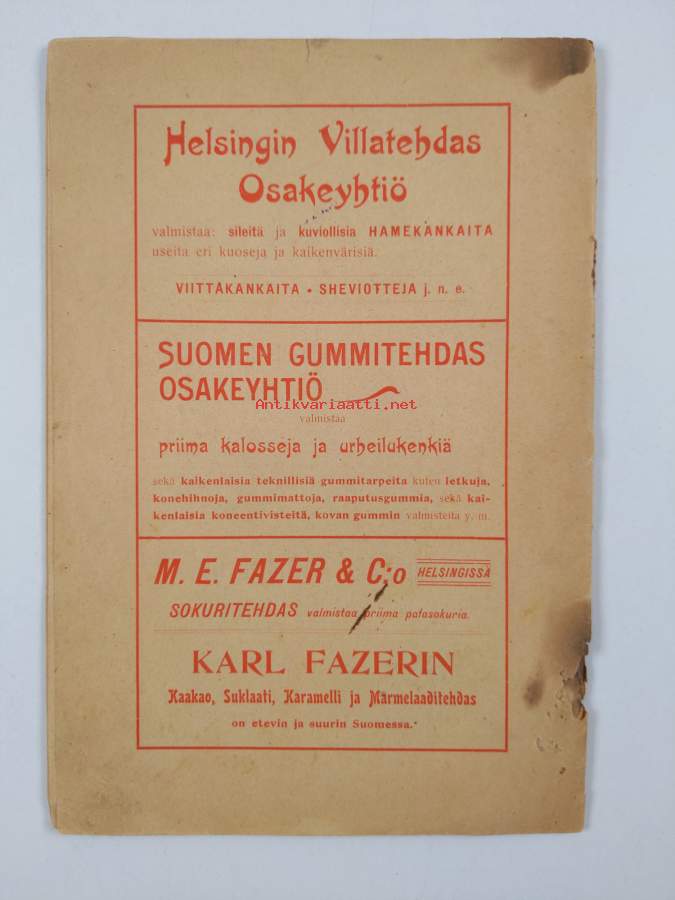 Helsingin Villatehdas
Osakeyhtiö
valmistaa: sileitä ja kuviollisia HAMEKANKAITA
useita eri kuoseja ja kaikenvärisiä.
VIITTAKANKAITA • SHEVIOTTEJA j. n. e.
SUOMEN GUMMITEHDAS
OSAKEYHTIÖ
Antikvariaatti.net
valmistaa
priima kalosseja ja urheilukenkiä
sekä kaikenlaisia teknillisiä gummitarpeita kuten letkuja,
konehihnoja, gummimattoja, raaputusgummia, sekä kai-
kenlaisia koneentivisteitä, kovan gummin valmisteita y. m.
M. E. FAZER & C:o HELSINGISSÄ
SOKURITEHDAS valmistaa priima palasokuria.
KARL FAZERIN
Kaakao, Suklaati, Karamelli ja Marmelaaditehdas
on etevin ja suurin Suomessa.